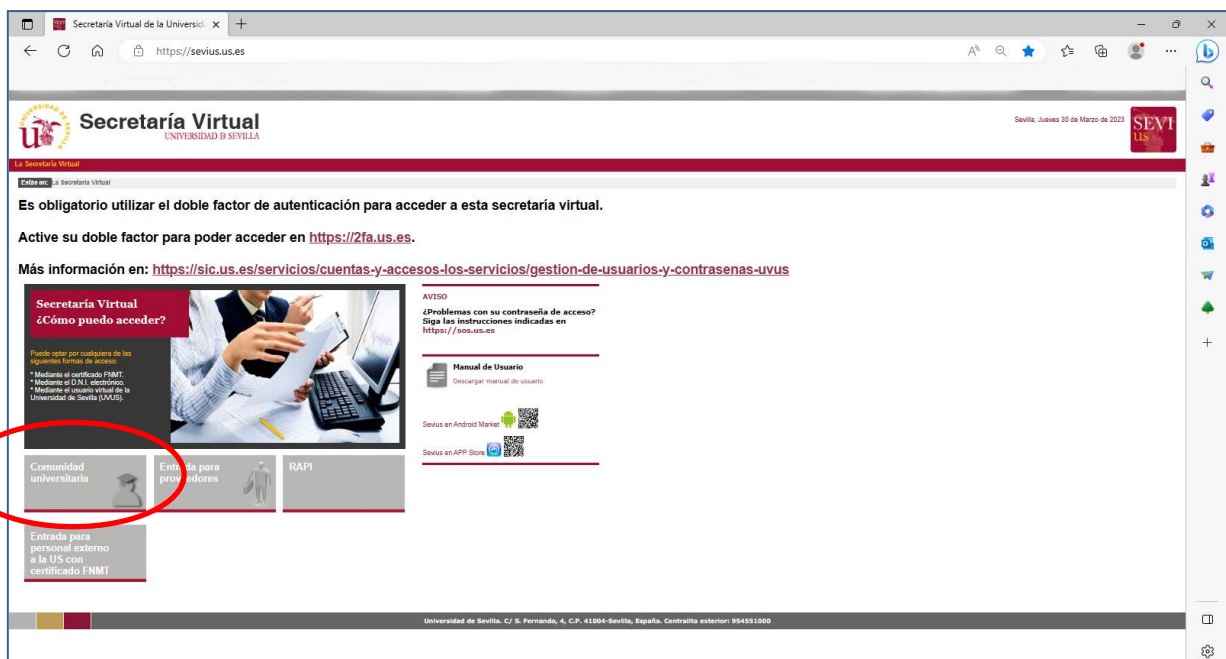 Secretaría Virtual de la Universid
https://sevius.us.es
UNIVERSIDAD DE SEVILLA
Secretaría Virtual
UNIVERSIDAD D SEVILLA
Sevilla, Jueves 30 de Marzo de 2023
SEVI
us
La Secretaría Virtual
Estás en: La Secretaría Virtual
Es obligatorio utilizar el doble factor de autenticación para acceder a esta secretaría virtual.
Active su doble factor para poder acceder en https://2fa.us.es.
Más información en: https://sic.us.es/servicios/cuentas-y-accesos-los-servicios/gestion-de-usuarios-y-contrasenas-uvus
Secretaría Virtual
¿Cómo puedo acceder?
Puede optar por cualquiera de las
siguientes formas de acceso:
* Mediante el certificado FNMT.
* Mediante el D.N.I. electrónico.
* Mediante el usuario virtual de la
Universidad de Sevilla (UVUS).
AVISO
¿Problemas con su contraseña de acceso?
Siga las instrucciones indicadas en
https://sos.us.es
Manual de Usuario
Descargar manual de usuario
Sevius en Android Market
Sevius en APP Store
Comunidad
universitaria
Entrada para
proveedores
RAPI
Entrada para
personal externo
a la US con
certificado FNMT
Universidad de Sevilla. C/ S. Fernando, 4, C.P. 41004-Sevilla, España. Centralita exterior: 954551000